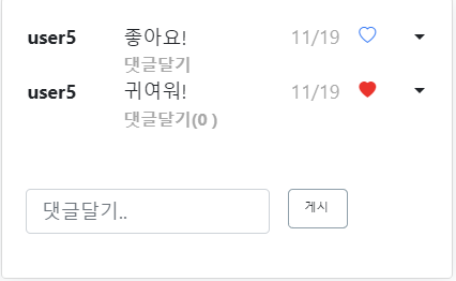 user5 좋아요! 11/19
댓글달기
user5 귀여워! 11/19
댓글달기(0 )
댓글달기.. 게시